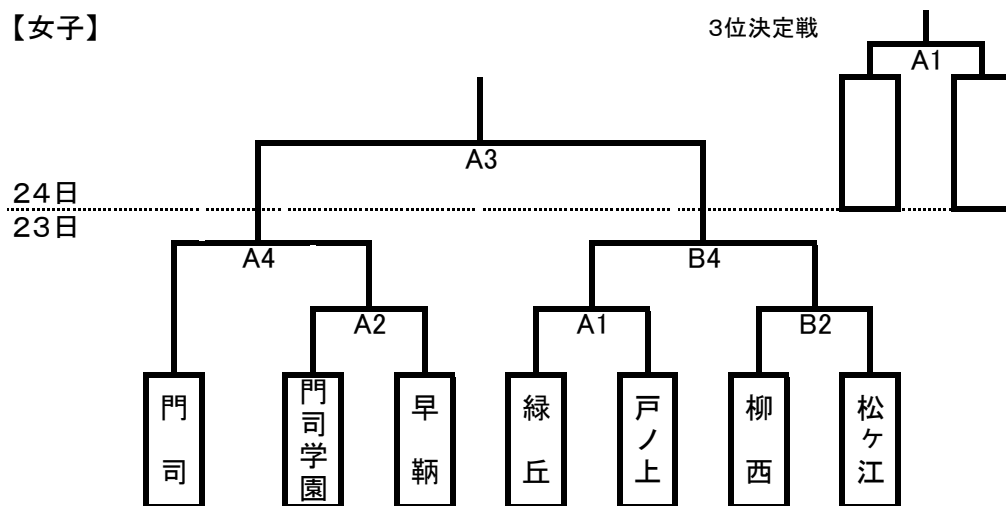 【女子】
３位決定戦
A1
A3
２４日
２３日
A4
B4
A2
A1
B2
門司
門司学園
早鞆
緑丘
戸ノ上
柳西
松ヶ江